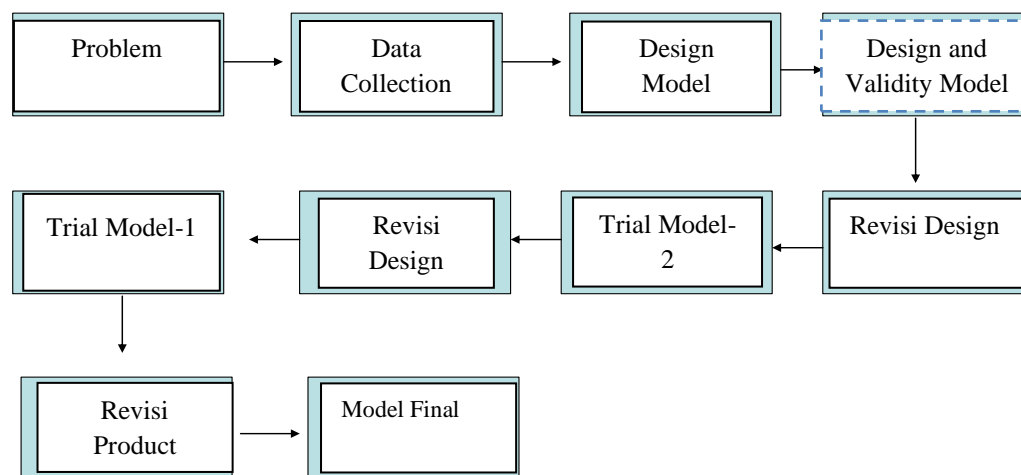 Problem
Data
Collection
Design
Model
Design and
Validity Model
Trial Model-1
Revisi
Design
Trial Model-
2
Revisi Design
Revisi
Product
Model Final